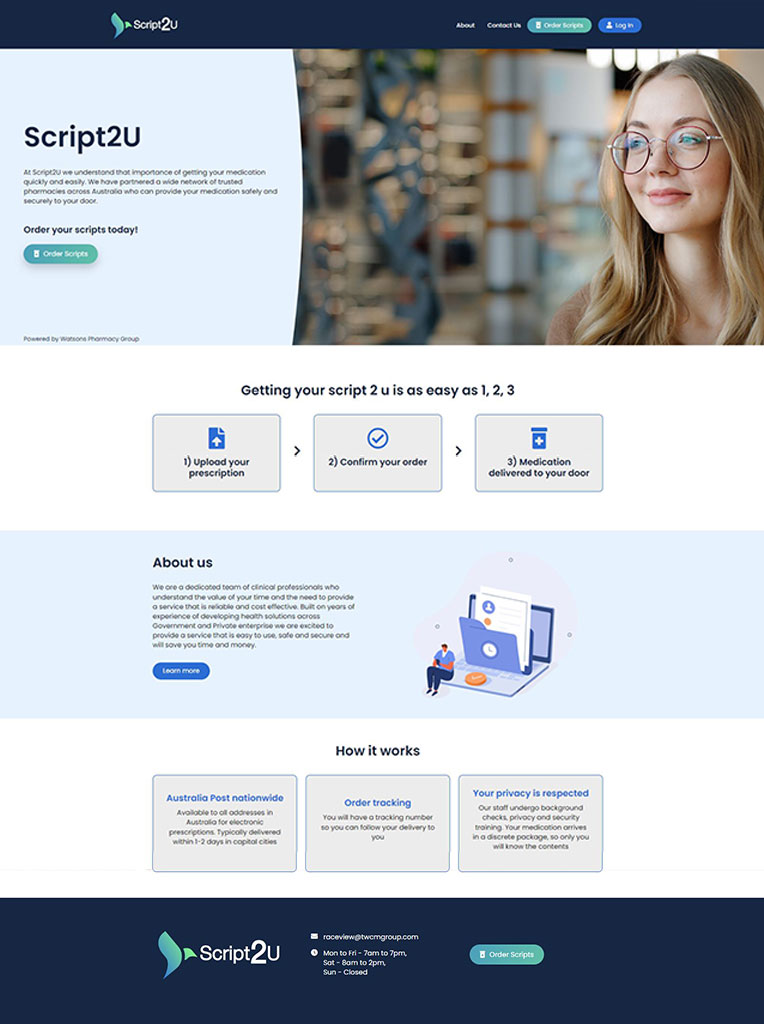 Script2U
About Contact Us Order Scripts Log In
Script2U
At Script2U we understand that importance of getting your medication
quickly and easily. We have partnered a wide network of trusted
pharmacies across Australia who can provide your medication safely and
securely to your door.
Order your scripts today!
Order Scripts
Powered by Watsons Pharmacy Group
Getting your script 2 u is as easy as 1, 2, 3
1) Upload your
prescription
2) Confirm your order
3) Medication
delivered to your door
About us
We are a dedicated team of clinical professionals who
understand the value of your time and the need to provide
a service that is reliable and cost effective. Built on years of
experience of developing health solutions across
Government and Private enterprise we are excited to
provide a service that is easy to use, safe and secure and
will save you time and money.
Learn more
How it works
Australia Post nationwide
Available to all addresses in
Australia for electronic
prescriptions. Typically delivered
within 1-2 days in capital cities
Order tracking
You will have a tracking number
so you can follow your delivery to
you
Your privacy is respected
Our staff undergo background
checks, privacy and security
training. Your medication arrives
in a discrete package, so only you
will know the contents
Script2U
raceview@twcmgroup.com
Mon to Fri - 7am to 7pm,
Sat - 8am to 2pm,
Sun - Closed
Order Scripts